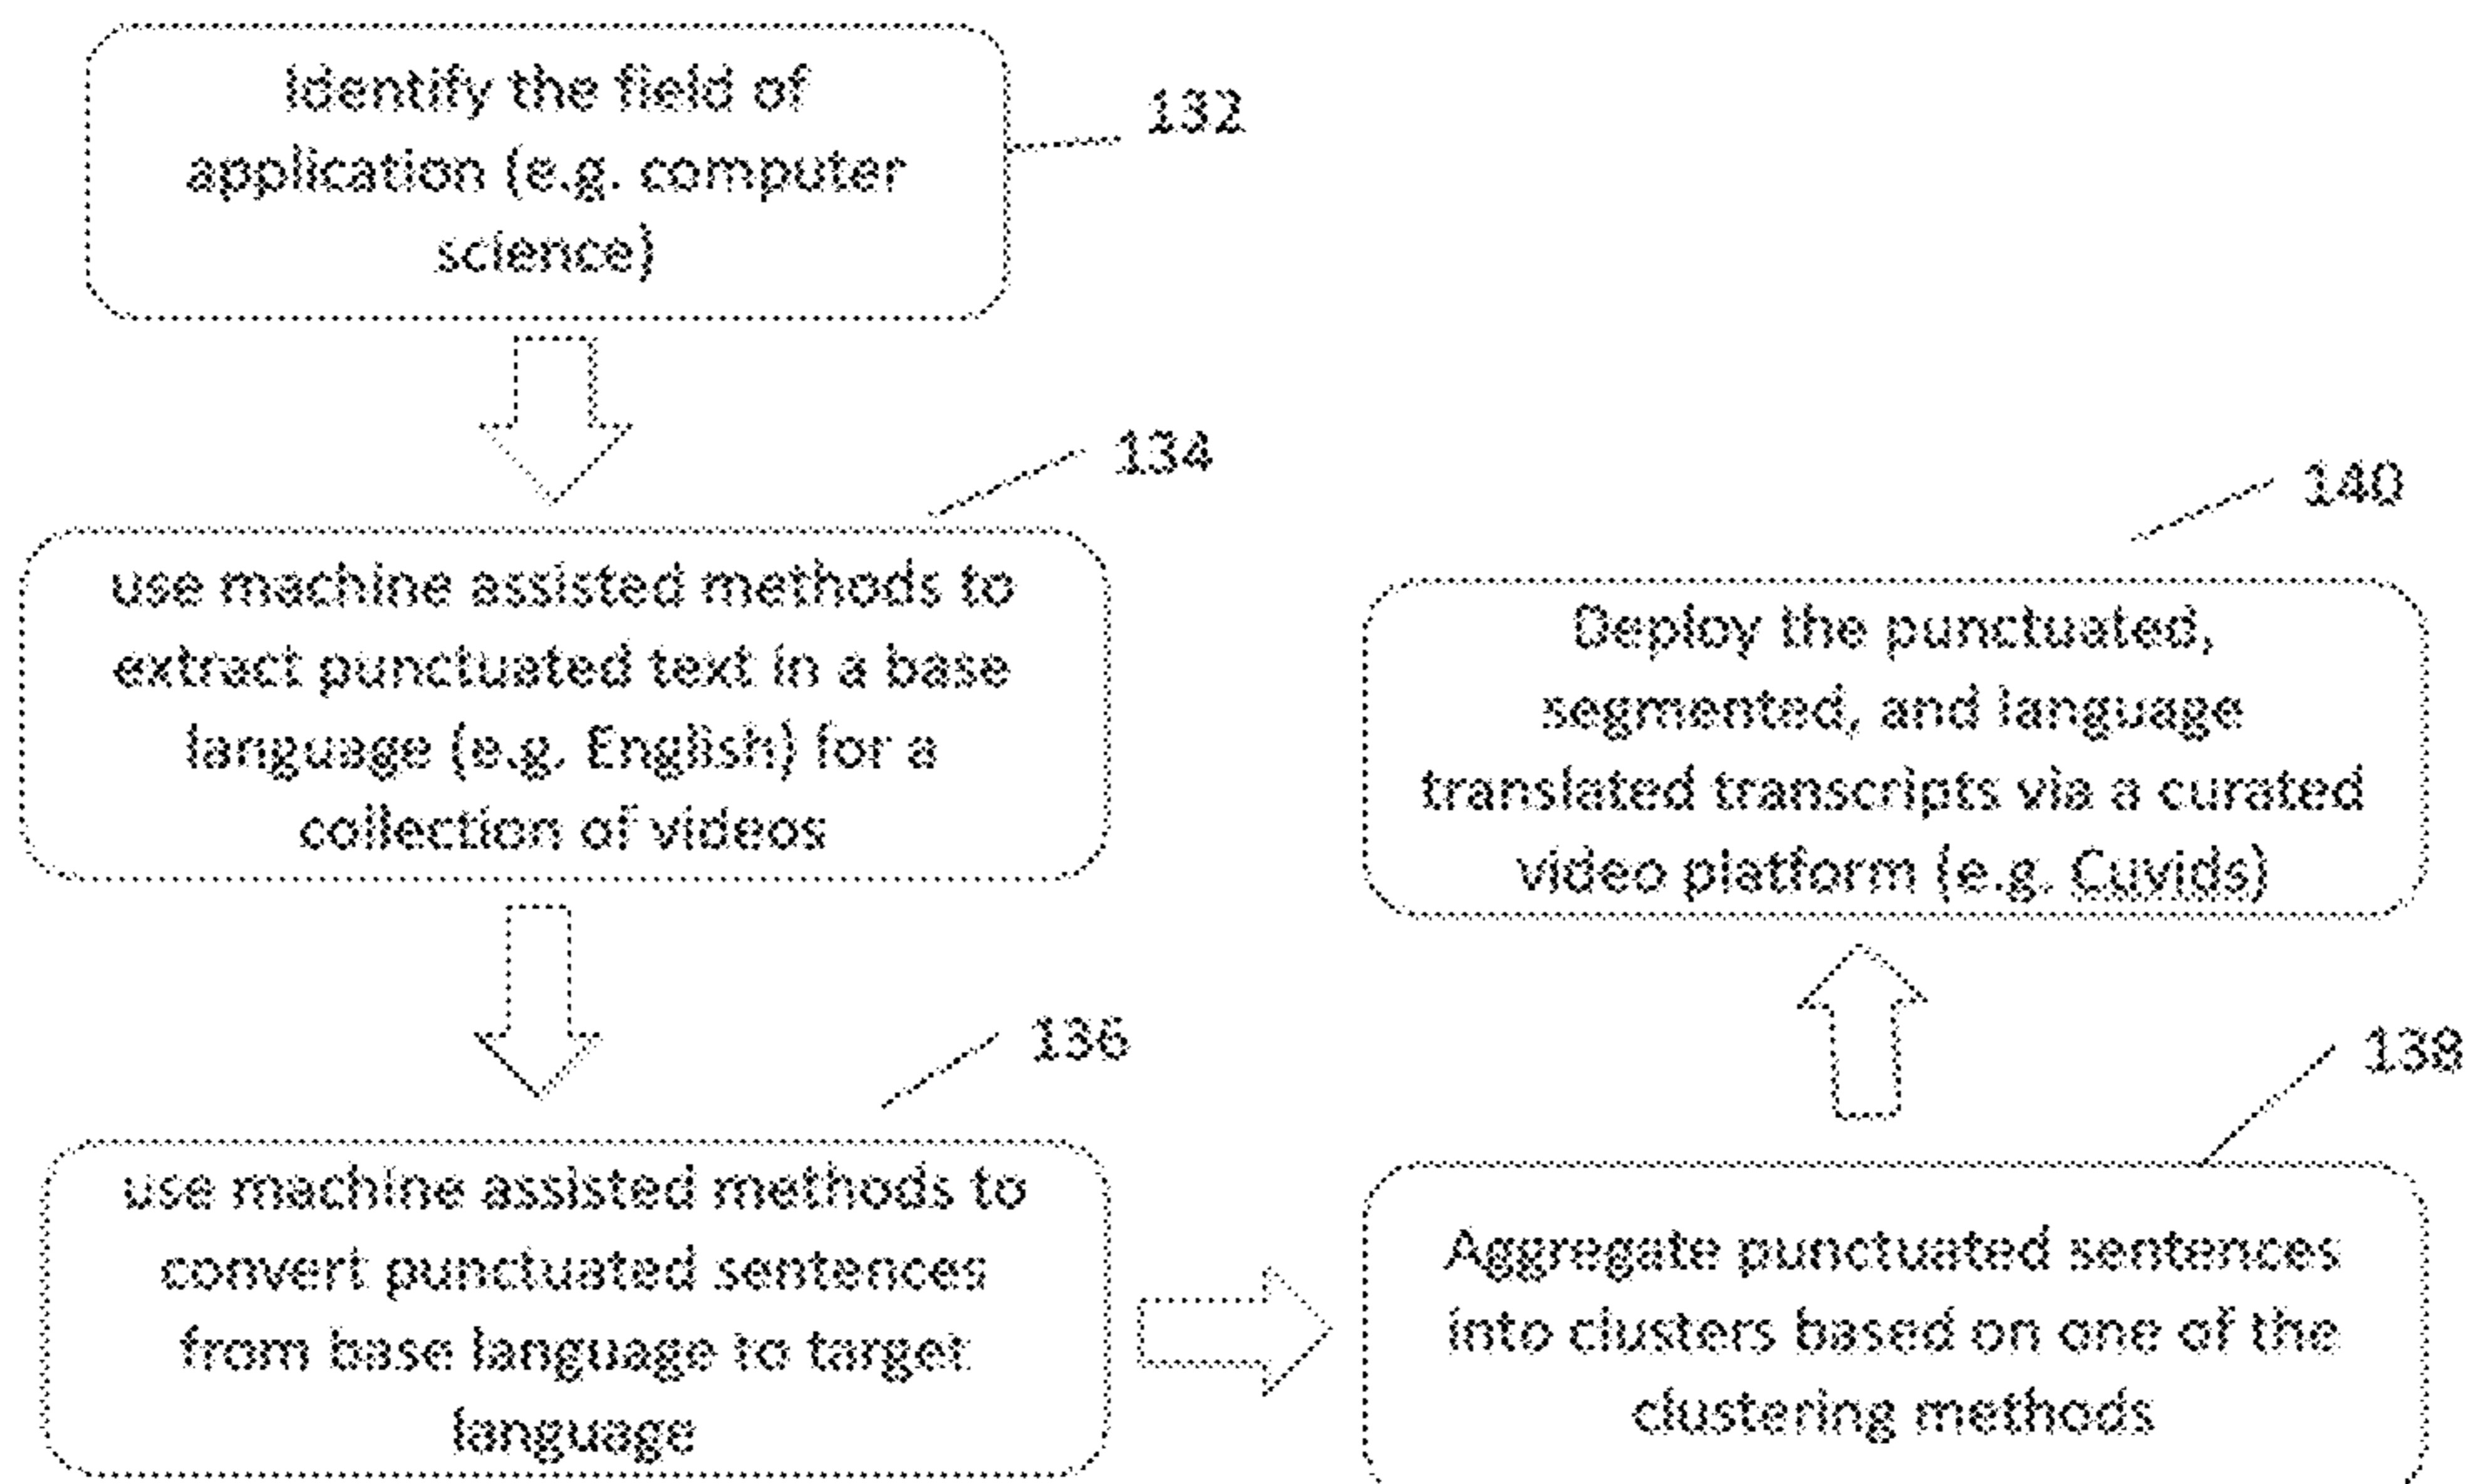 Identify the field of
application (e.g. computer
science)
132
134
use machine assisted methods to
extract punctuated text in a base
language (e.g. English) for a
collection of videos
136
use machine assisted methods to
convert punctuated sentences
from base language to target
language
138
Aggregate punctuated sentences
into clusters based on one of the
clustering methods
140
Deploy the punctuated,
segmented, and language
translated transcripts via a curated
video platform (e.g. Cuvids)